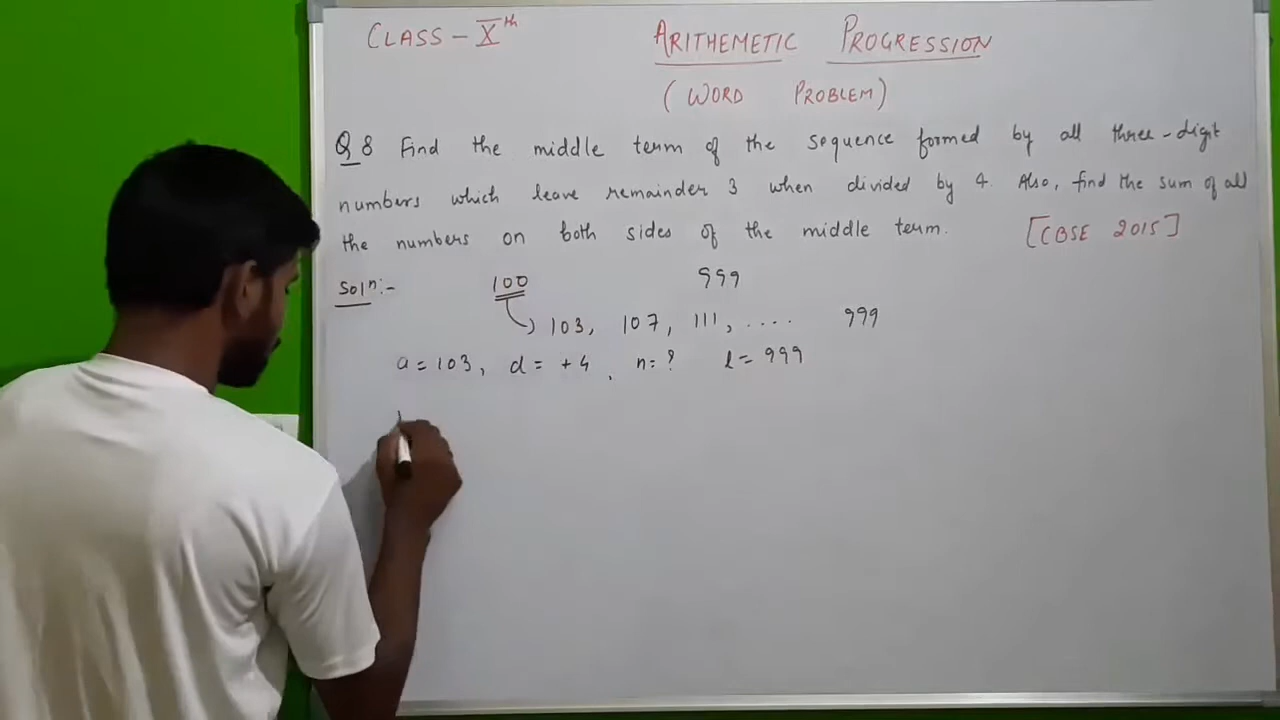 CLASS - Xth
ARITHEMETIC PROGRESSION
(WORD PROBLEM)
Q8 Find the middle term of the sequence formed by all three-digit
numbers which leave remainder 3 when divided by 4. Also, find the sum of all
the numbers on both sides of the middle term. [CBSE 2015]
Solⁿ:- 100 999
103, 107, 111, .... 999
a = 103, d = +4, n = ? l = 999